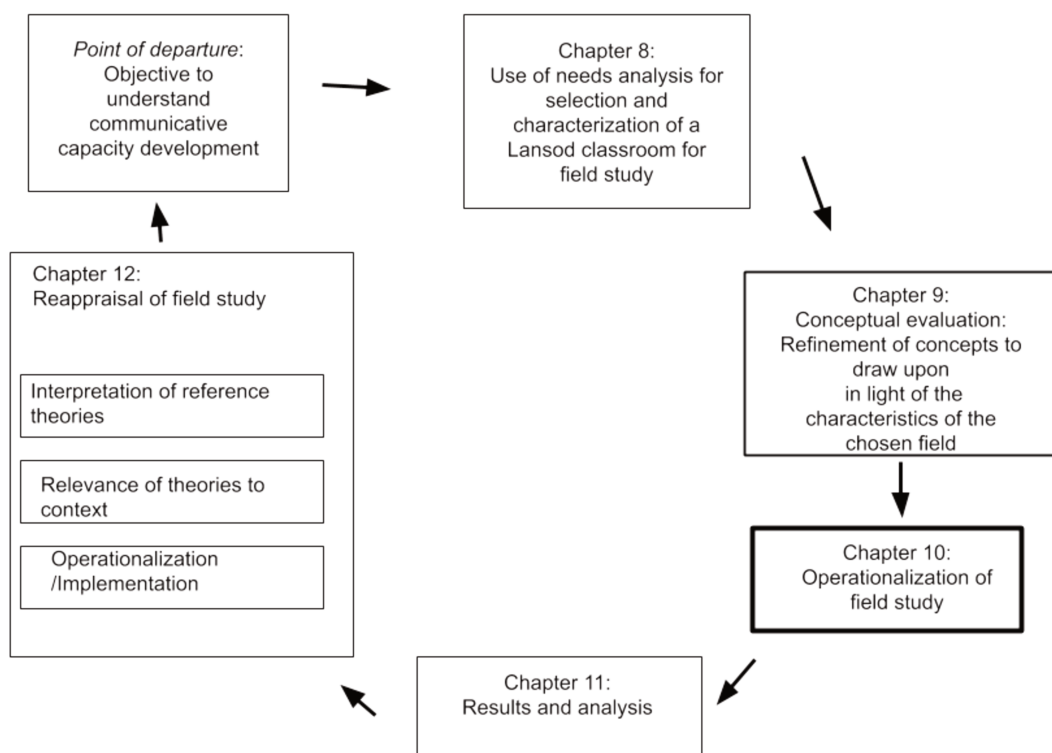 Point of departure:
Objective to
understand
communicative
capacity development
Chapter 8:
Use of needs analysis for
selection and
characterization of a
Lansod classroom for
field study
Chapter 9:
Conceptual evaluation:
Refinement of concepts to
draw upon
in light of the
characteristics of the
chosen field
Chapter 10:
Operationalization of
field study
Chapter 11:
Results and analysis
Chapter 12:
Reappraisal of field study
Interpretation of reference
theories
Relevance of theories to
context
Operationalization
/Implementation